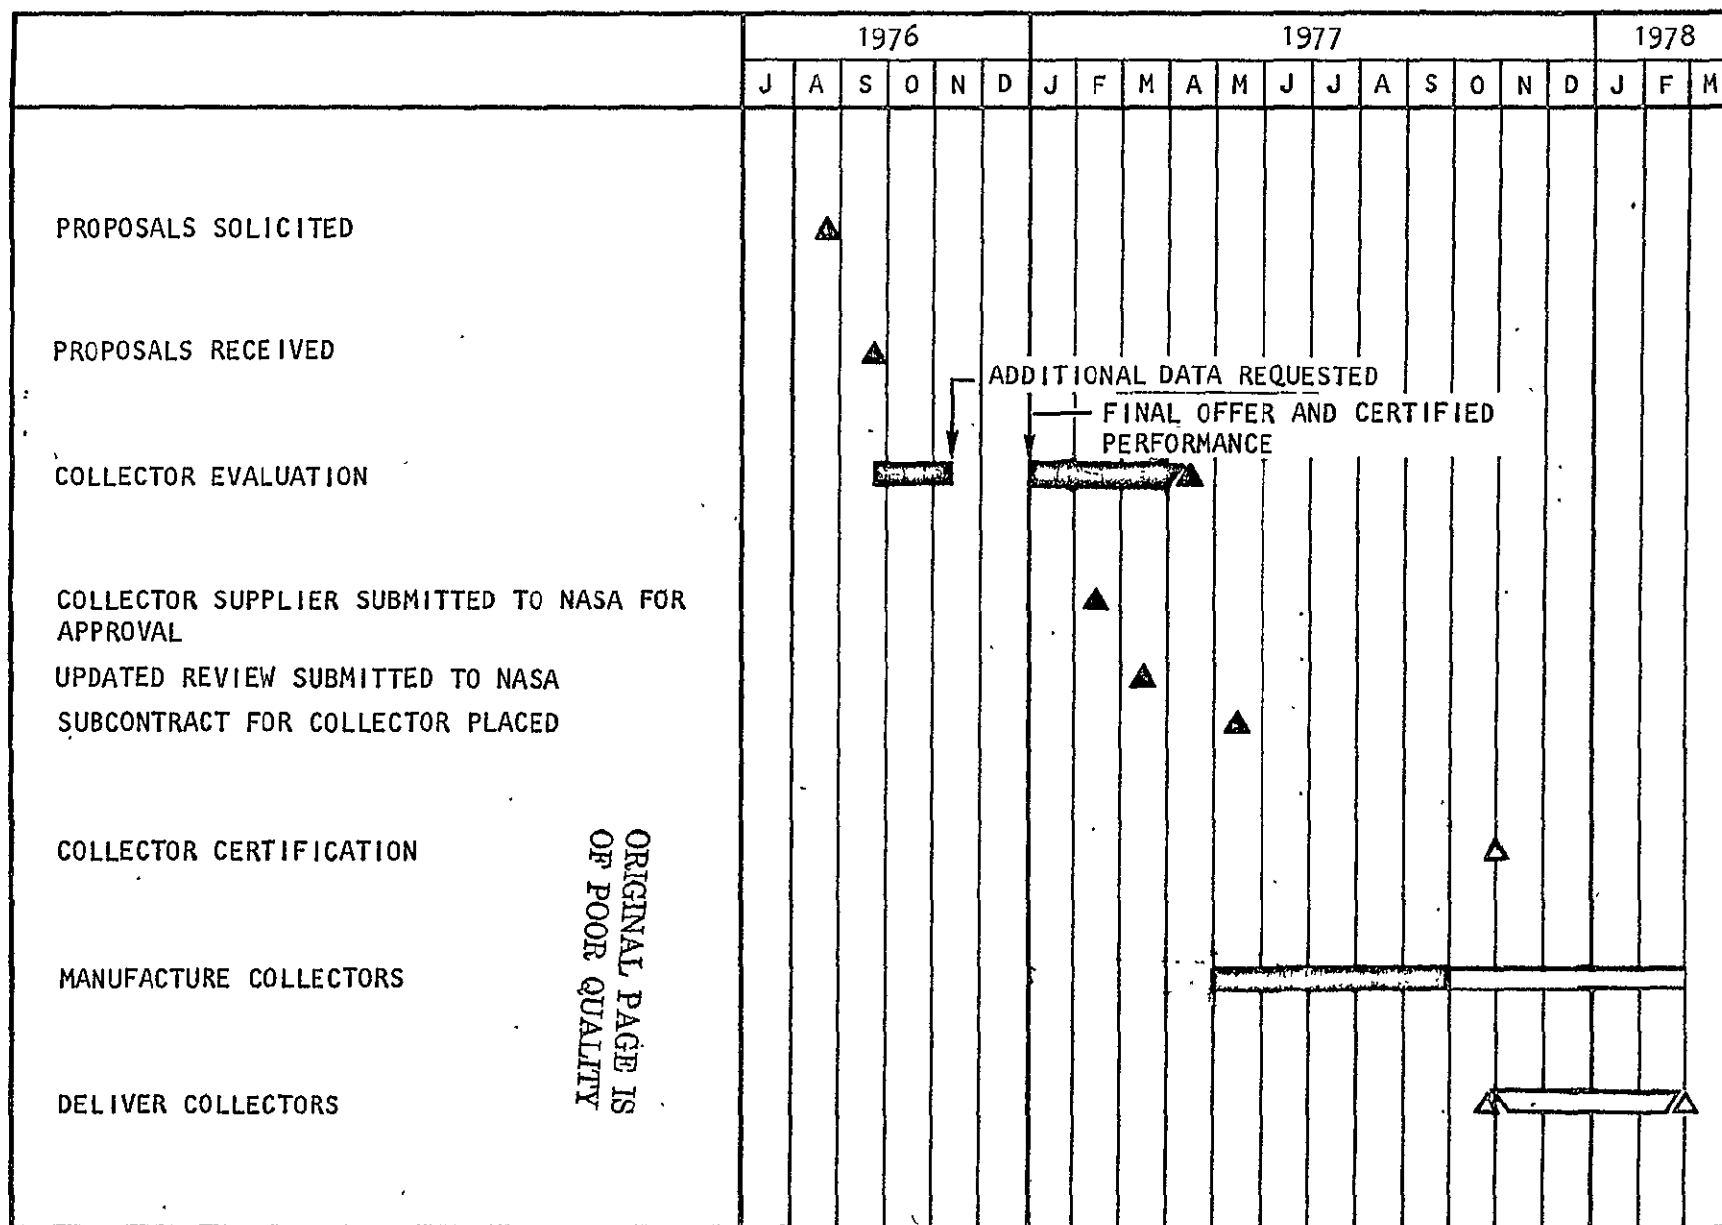 1976 1977 1978
J A S O N D J F M A M J J A S O N D J F M
PROPOSALS SOLICITED
PROPOSALS RECEIVED
ADDITIONAL DATA REQUESTED
FINAL OFFER AND CERTIFIED
PERFORMANCE
COLLECTOR EVALUATION
COLLECTOR SUPPLIER SUBMITTED TO NASA FOR
APPROVAL
UPDATED REVIEW SUBMITTED TO NASA
SUBCONTRACT FOR COLLECTOR PLACED
COLLECTOR CERTIFICATION
MANUFACTURE COLLECTORS
DELIVER COLLECTORS
ORIGINAL PAGE IS
OF POOR QUALITY